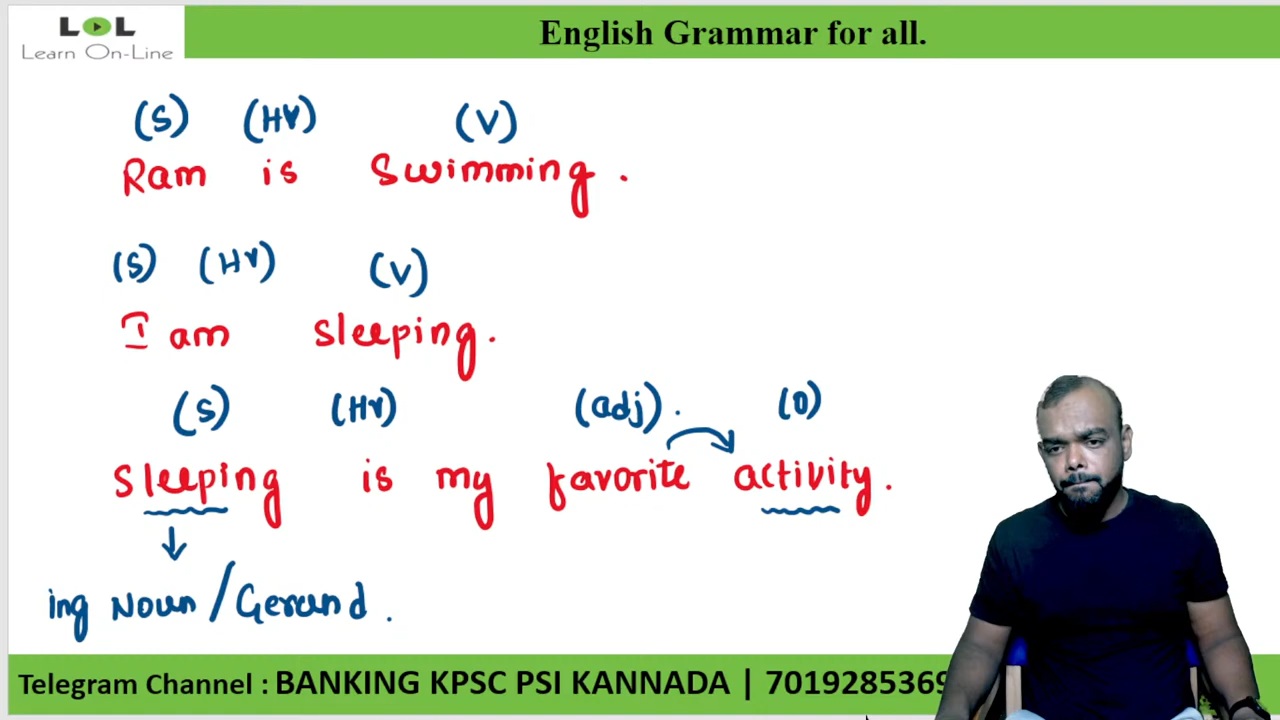 LOL
Learn On-Line
English Grammar for all.
(S) (HV) (V)
Ram is Swimming.
(S) (HV) (V)
I am sleeping.
(S) (HV) (adj). (O)
Sleeping is my favorite activity.
ing Noun / Gerund.
Telegram Channel : BANKING KPSC PSI KANNADA | 7019285369